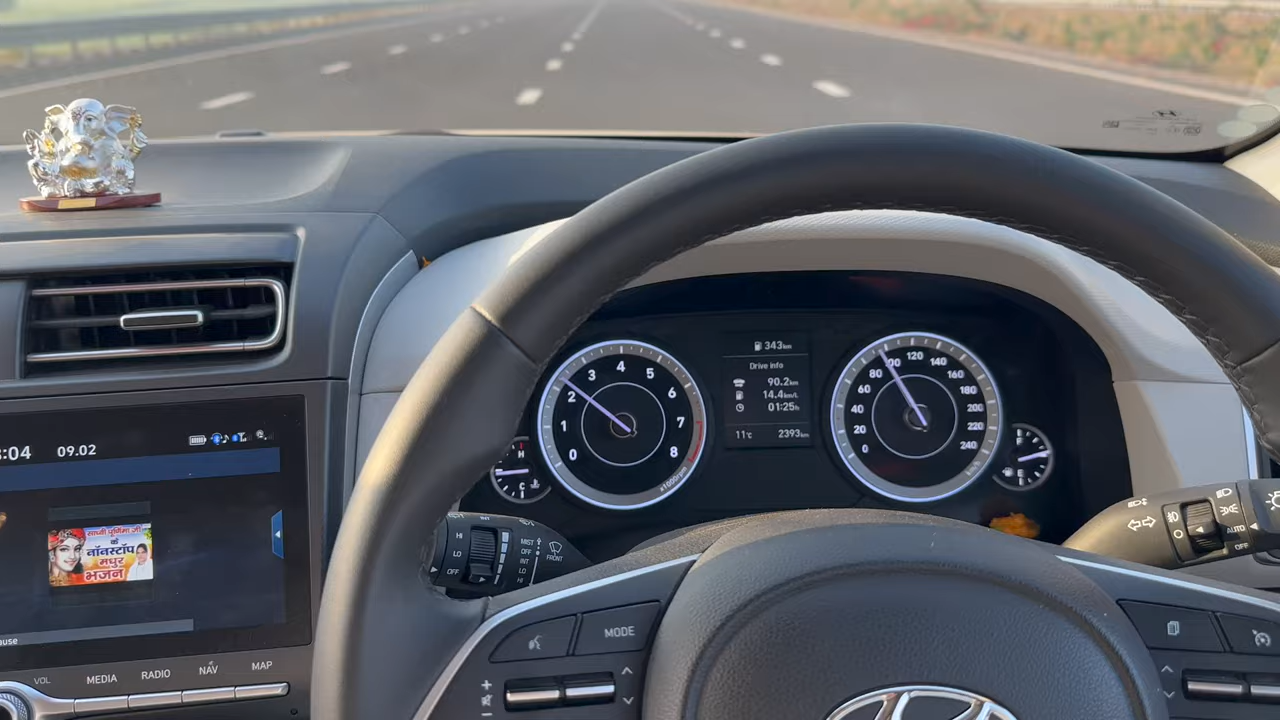 :04 09.02
साध्वी पूर्णिमा जी
के
नॉनस्टॉप
मधुर
भजन
ause
VOL MEDIA RADIO NAV MAP
0 1 2 3 4 5 6 7 8
x1000rpm
H
C
343km
Drive info
90.2km
14.4km/L
01:25h
11°c 2393km
0 20 40 60 80 100 120 140 160 180 200 220 240
HI
LO
OFF
MIST
OFF
INT
LO
HI
FRONT
AUTO
OFF
MODE